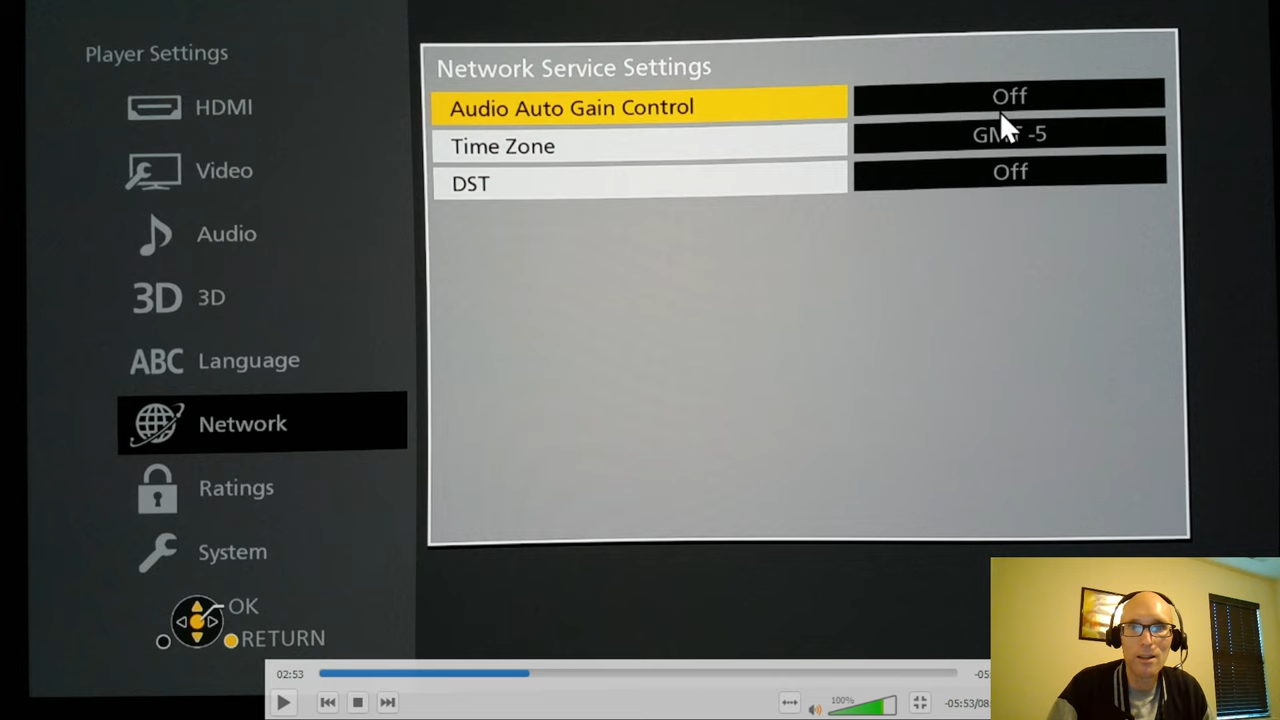 Player Settings
HDMI
Video
Audio
3D 3D
ABC Language
Network
Ratings
System
OK
RETURN
Network Service Settings
Audio Auto Gain Control Off
Time Zone GMT -5
DST Off
02:53
100%
-05:53/08: